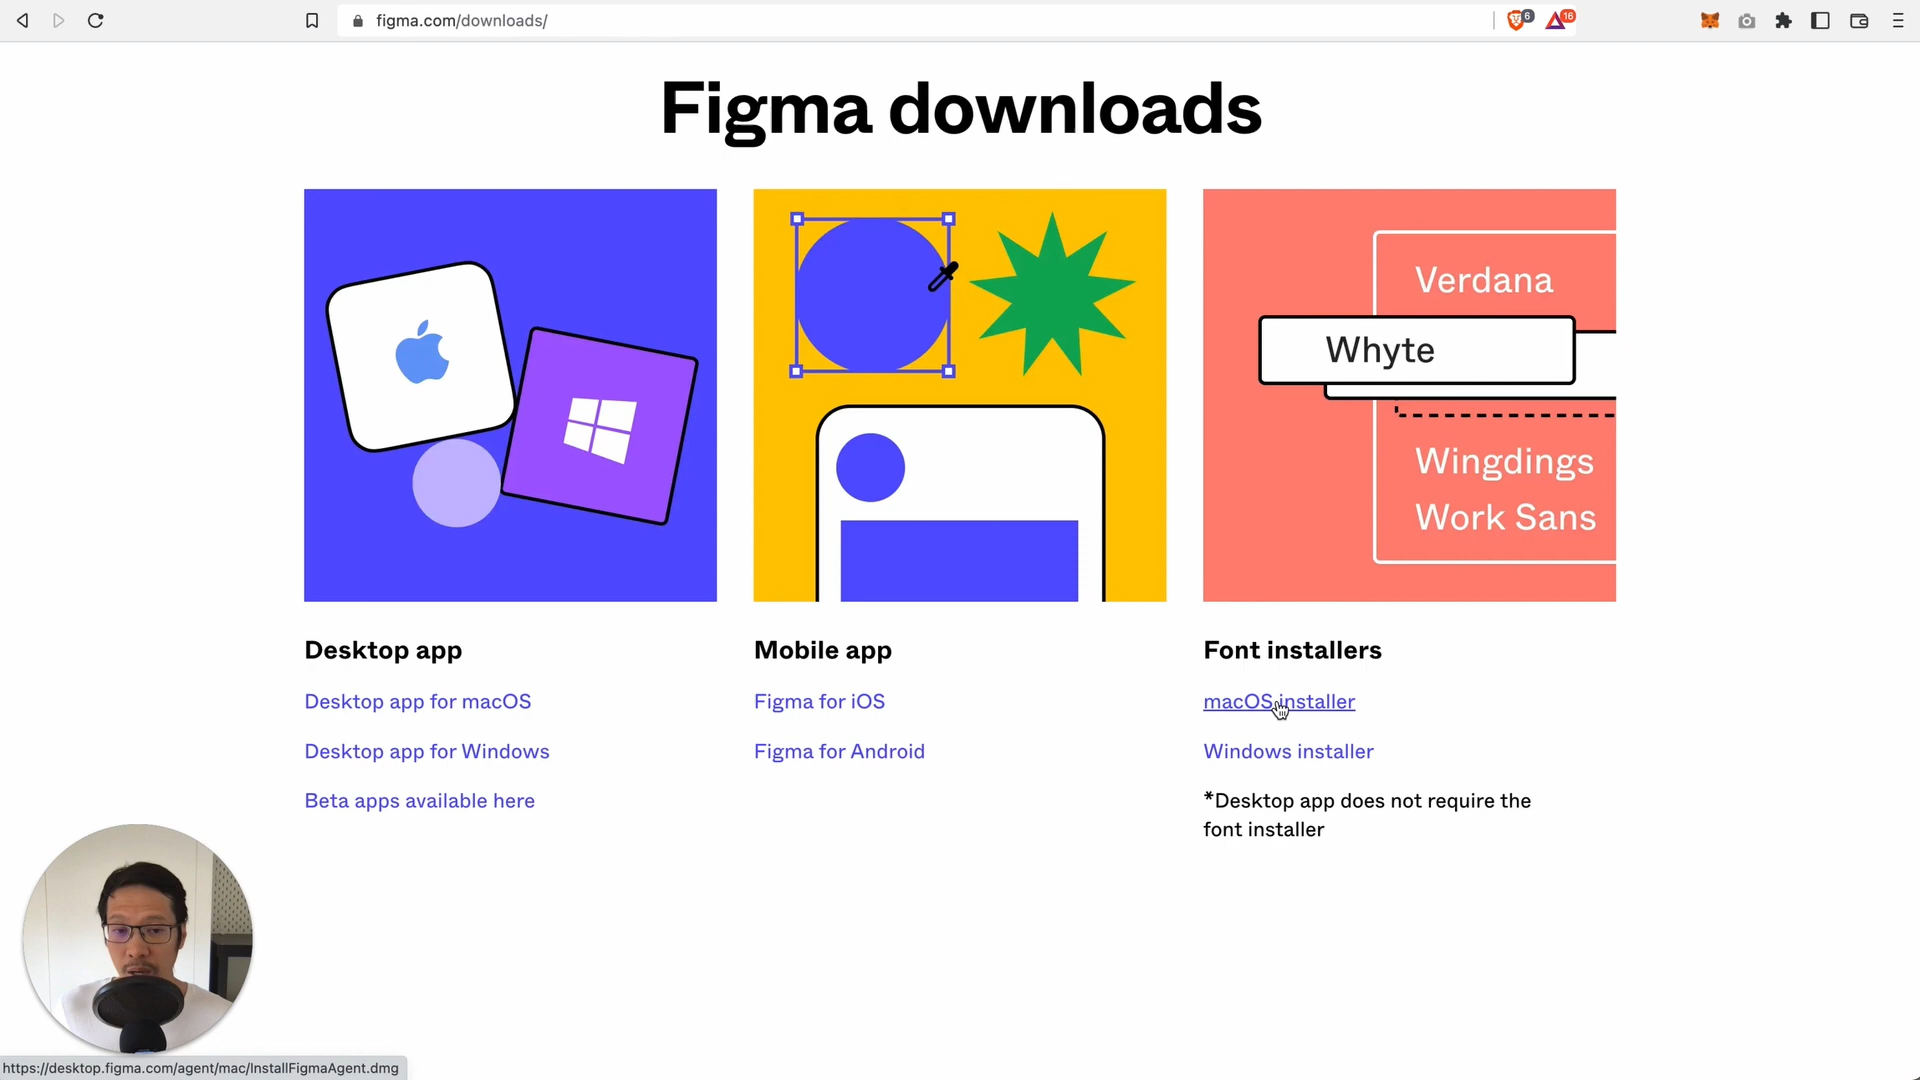 figma.com/downloads/
6
16
Figma downloads
Verdana
Whyte
Wingdings
Work Sans
Desktop app
Desktop app for macOS
Desktop app for Windows
Beta apps available here
Mobile app
Figma for iOS
Figma for Android
Font installers
macOS installer
Windows installer
*Desktop app does not require the
font installer
https://desktop.figma.com/agent/mac/InstallFigmaAgent.dmg